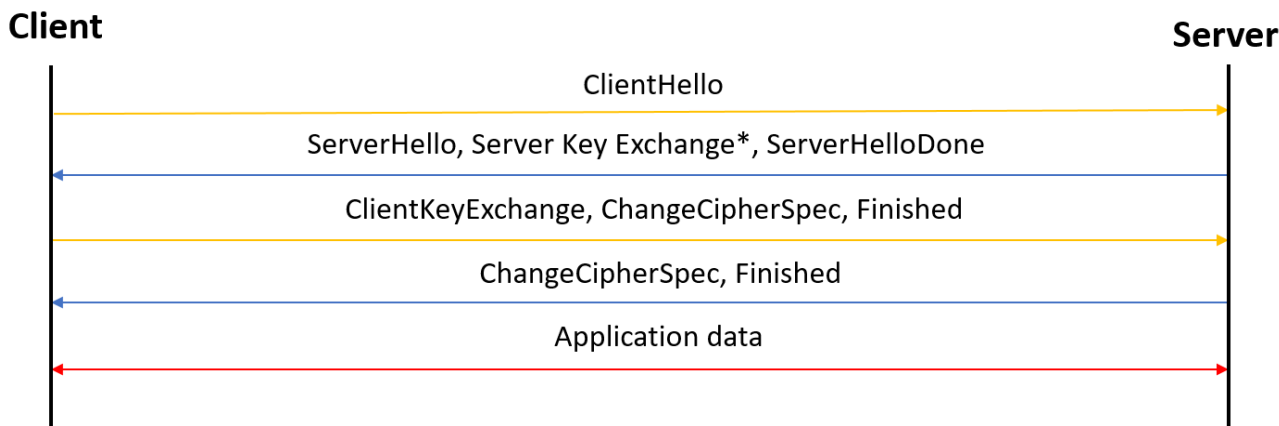 Client
Server
ClientHello
ServerHello, Server Key Exchange*, ServerHelloDone
ClientKeyExchange, ChangeCipherSpec, Finished
ChangeCipherSpec, Finished
Application data